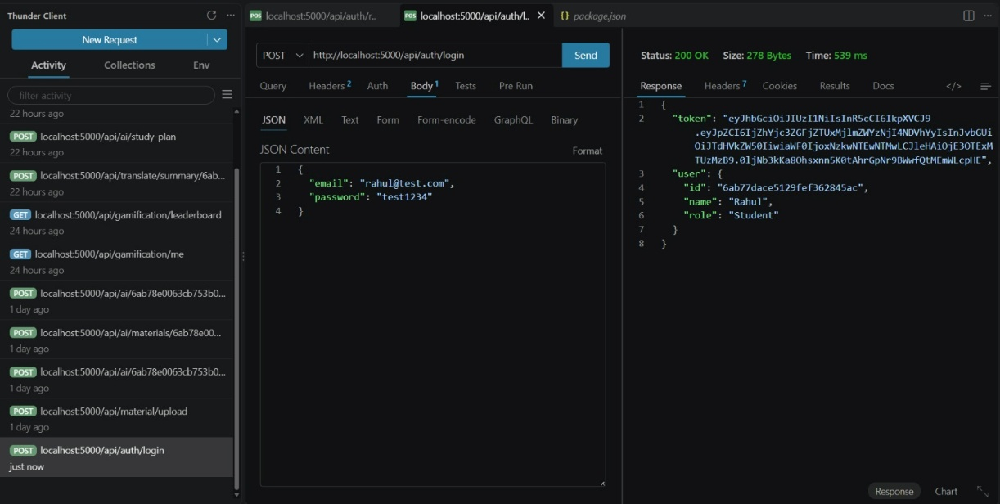 Thunder Client
New Request
Activity Collections Env
filter activity
22 hours ago
POST localhost:5000/api/ai/study-plan
22 hours ago
POST localhost:5000/api/translate/summary/6ab...
22 hours ago
GET localhost:5000/api/gamification/leaderboard
24 hours ago
GET localhost:5000/api/gamification/me
24 hours ago
POST localhost:5000/api/ai/6ab78e0063cb753b0...
1 day ago
POST localhost:5000/api/ai/materials/6ab78e00...
1 day ago
POST localhost:5000/api/ai/6ab78e0063cb753b0...
1 day ago
POST localhost:5000/api/material/upload
1 day ago
POST localhost:5000/api/auth/login
just now
POS localhost:5000/api/auth/r..
POS localhost:5000/api/auth/l..
{} package.json
POST http://localhost:5000/api/auth/login Send
Query Headers 2 Auth Body 1 Tests Pre Run
JSON XML Text Form Form-encode GraphQL Binary
JSON Content Format
1 {
2 "email": "rahul@test.com",
3 "password": "test1234"
4 }
Status: 200 OK Size: 278 Bytes Time: 539 ms
Response Headers 7 Cookies Results Docs </>
1 {
2 "token": "eyJhbGciOiJIUzI1NiIsInR5cCI6IkpXVCJ9
.eyJpZCI6IjZhYjc3ZGFjZTUxMjlmZWYzNjI4NDVhYyIsInJvbGUi
OiJTdHVkZW50IiwiaWF0IjoxNzkwNTEwNTMwLCJleHAiOjE3OTExM
TUzMzB9.0ljNb3kKa8Ohsxnn5K0tAhrGpNr9BWwfQtMEmWLcpHE",
3 "user": {
4 "id": "6ab77dace5129fef362845ac",
5 "name": "Rahul",
6 "role": "Student"
7 }
8 }
Response Chart